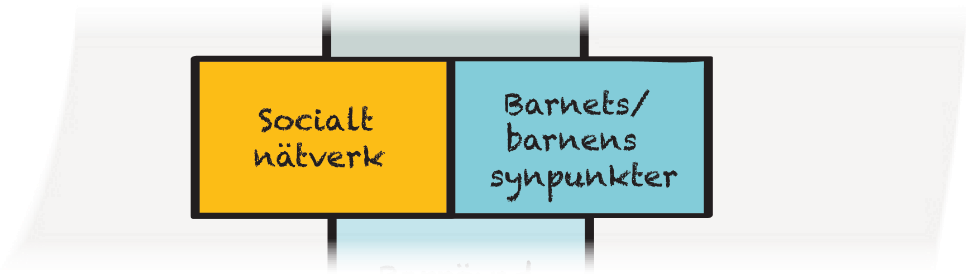 Socialt
nätverk
Barnets/
barnens
synpunkter